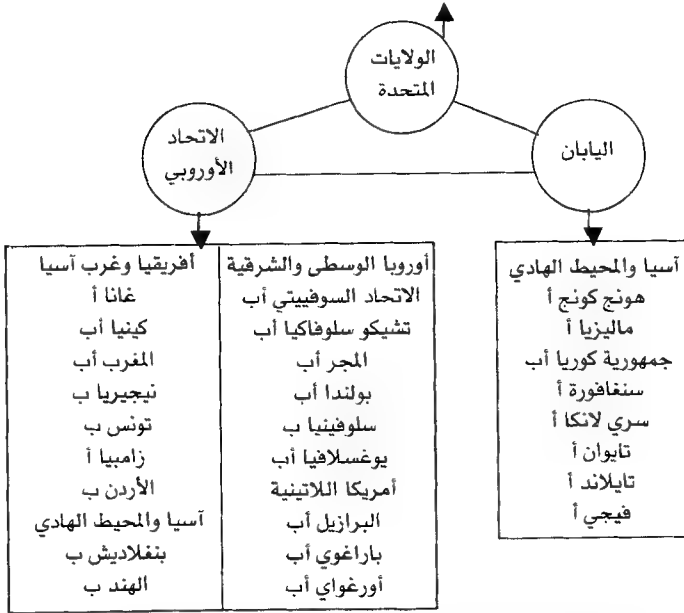 الولايات
المتحدة
الاتحاد
الأوروبي
اليابان
آسيا والمحيط الهادي
هونج كونج أ
ماليزيا أ
جمهورية كوريا أب
سنغافورة أ
سري لانكا أ
تايوان أ
تايلاند أ
فيجي أ
أوروبا الوسطى والشرقية
الاتحاد السوفييتي أب
تشيكو سلوفاكيا أب
المجر أب
بولندا أب
سلوفينيا ب
يوغسلافيا أب
أمريكا اللاتينية
البرازيل أب
باراغوي أب
أورغواي أب
أفريقيا وغرب آسيا
غانا أ
كينيا أب
المغرب أب
نيجيريا ب
تونس ب
زامبيا أ
الأردن ب
آسيا والمحيط الهادي
بنغلاديش ب
الهند ب